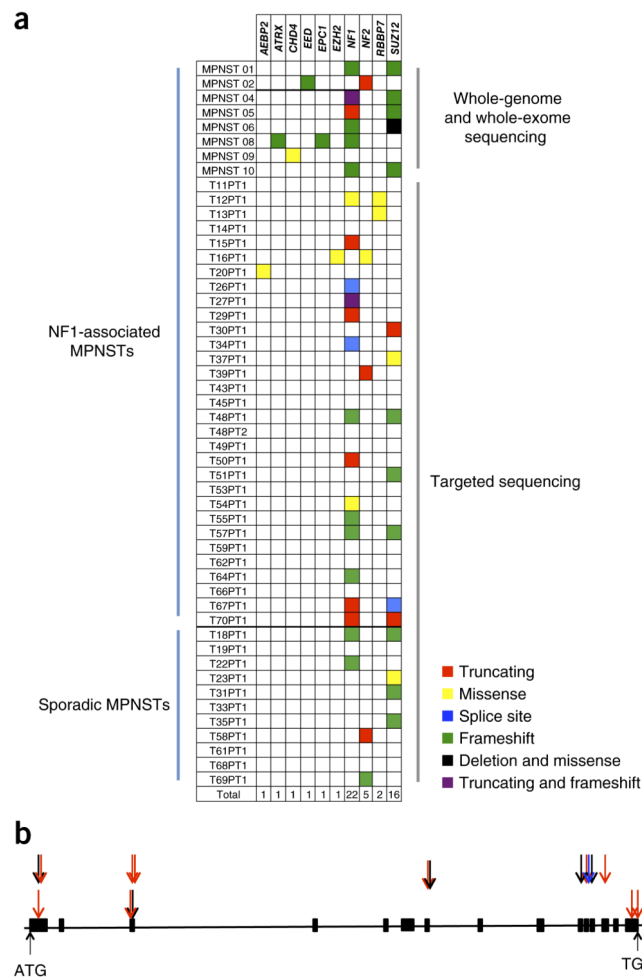 a
AEBP2 ATRX CHD4 EED EPC1 EZH2 NF1 NF2 RBBP7 SUZ12
MPNST 01
MPNST 02
MPNST 04
MPNST 05
MPNST 06
MPNST 08
MPNST 09
MPNST 10
T11PT1
T12PT1
T13PT1
T14PT1
T15PT1
T16PT1
T20PT1
T26PT1
T27PT1
T29PT1
T30PT1
T34PT1
T37PT1
T39PT1
T43PT1
T45PT1
T48PT1
T48PT2
T49PT1
T50PT1
T51PT1
T53PT1
T54PT1
T55PT1
T57PT1
T59PT1
T62PT1
T64PT1
T66PT1
T67PT1
T70PT1
T18PT1
T19PT1
T22PT1
T23PT1
T31PT1
T33PT1
T35PT1
T58PT1
T61PT1
T68PT1
T69PT1
Total 1 1 1 1 1 1 22 5 2 16
NF1-associated
MPNSTs
Sporadic MPNSTs
Whole-genome
and whole-exome
sequencing
Targeted sequencing
Truncating
Missense
Splice site
Frameshift
Deletion and missense
Truncating and frameshift
b
ATG
TG